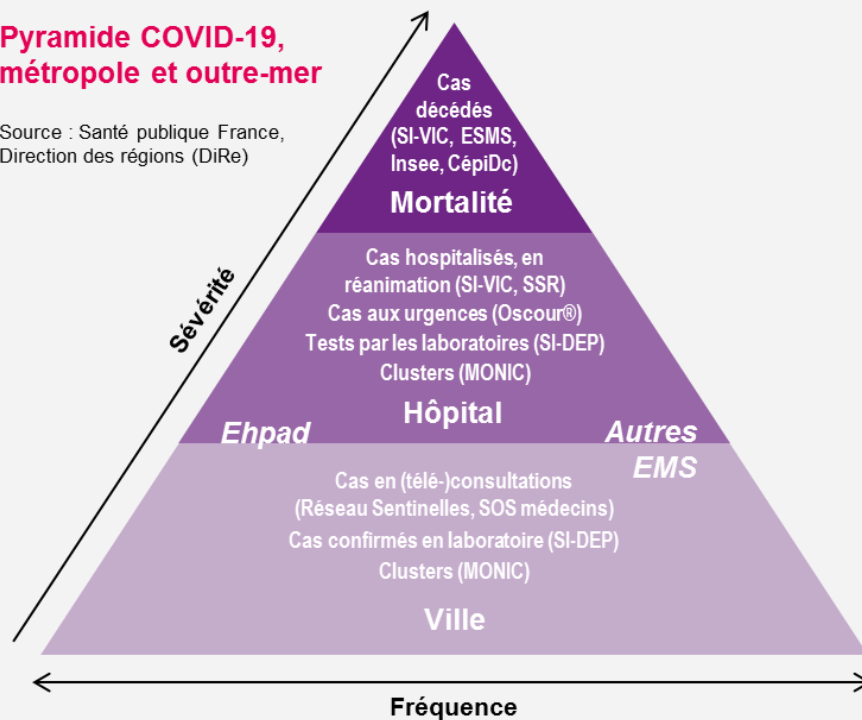 Pyramide COVID-19,
métropole et outre-mer
Source : Santé publique France,
Direction des régions (DiRe)
Sévérité
Cas
décédés
(SI-VIC, ESMS,
Insee, CépiDc)
Mortalité
Cas hospitalisés, en
réanimation (SI-VIC, SSR)
Cas aux urgences (Oscour®)
Tests par les laboratoires (SI-DEP)
Clusters (MONIC)
Hôpital
Ehpad
Autres
EMS
Cas en (télé-)consultations
(Réseau Sentinelles, SOS médecins)
Cas confirmés en laboratoire (SI-DEP)
Clusters (MONIC)
Ville
Fréquence